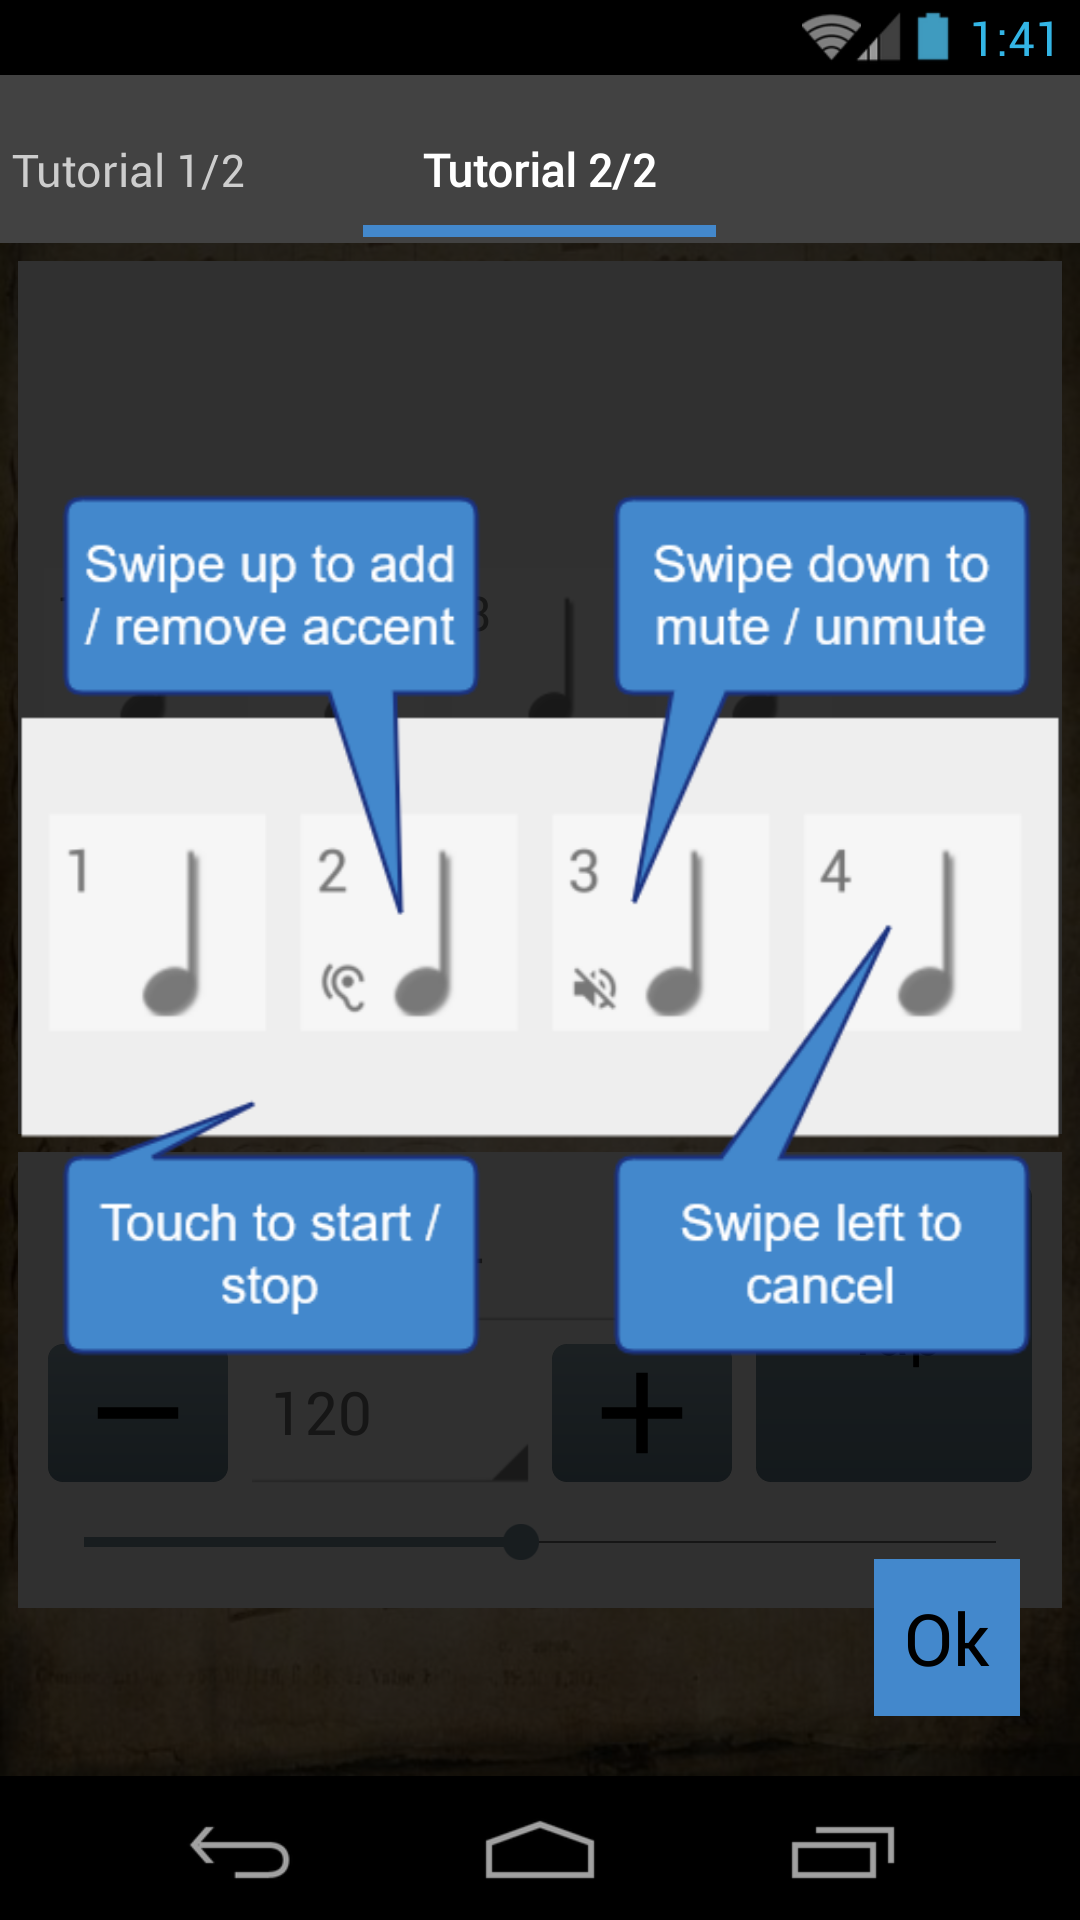 1:41
Tutorial 1/2
Tutorial 2/2
Swipe up to add
/ remove accent
Swipe down to
mute / unmute
3
1
2
3
4
Touch to start /
stop
Swipe left to
cancel
120
Ok